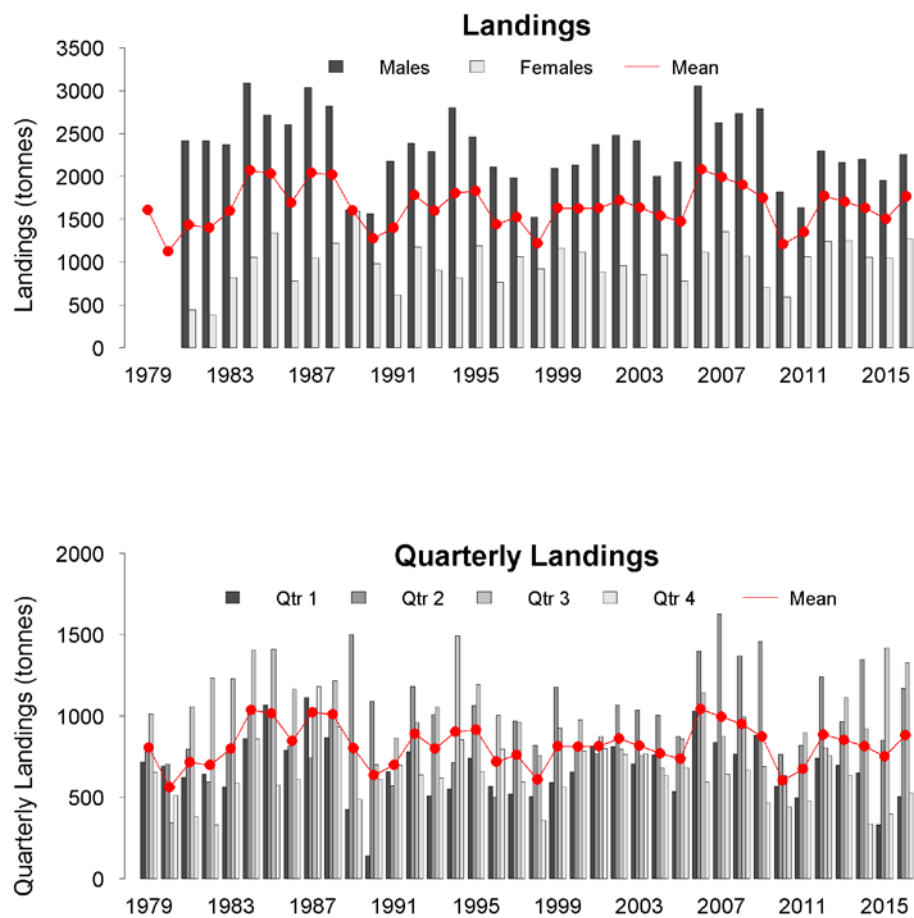 Landings
Males Females Mean
Landings (tonnes)
3500
3000
2500
2000
1500
1000
500
0
1979 1983 1987 1991 1995 1999 2003 2007 2011 2015
Quarterly Landings
Qtr 1 Qtr 2 Qtr 3 Qtr 4 Mean
Quarterly Landings (tonnes)
2000
1500
1000
500
0
1979 1983 1987 1991 1995 1999 2003 2007 2011 2015